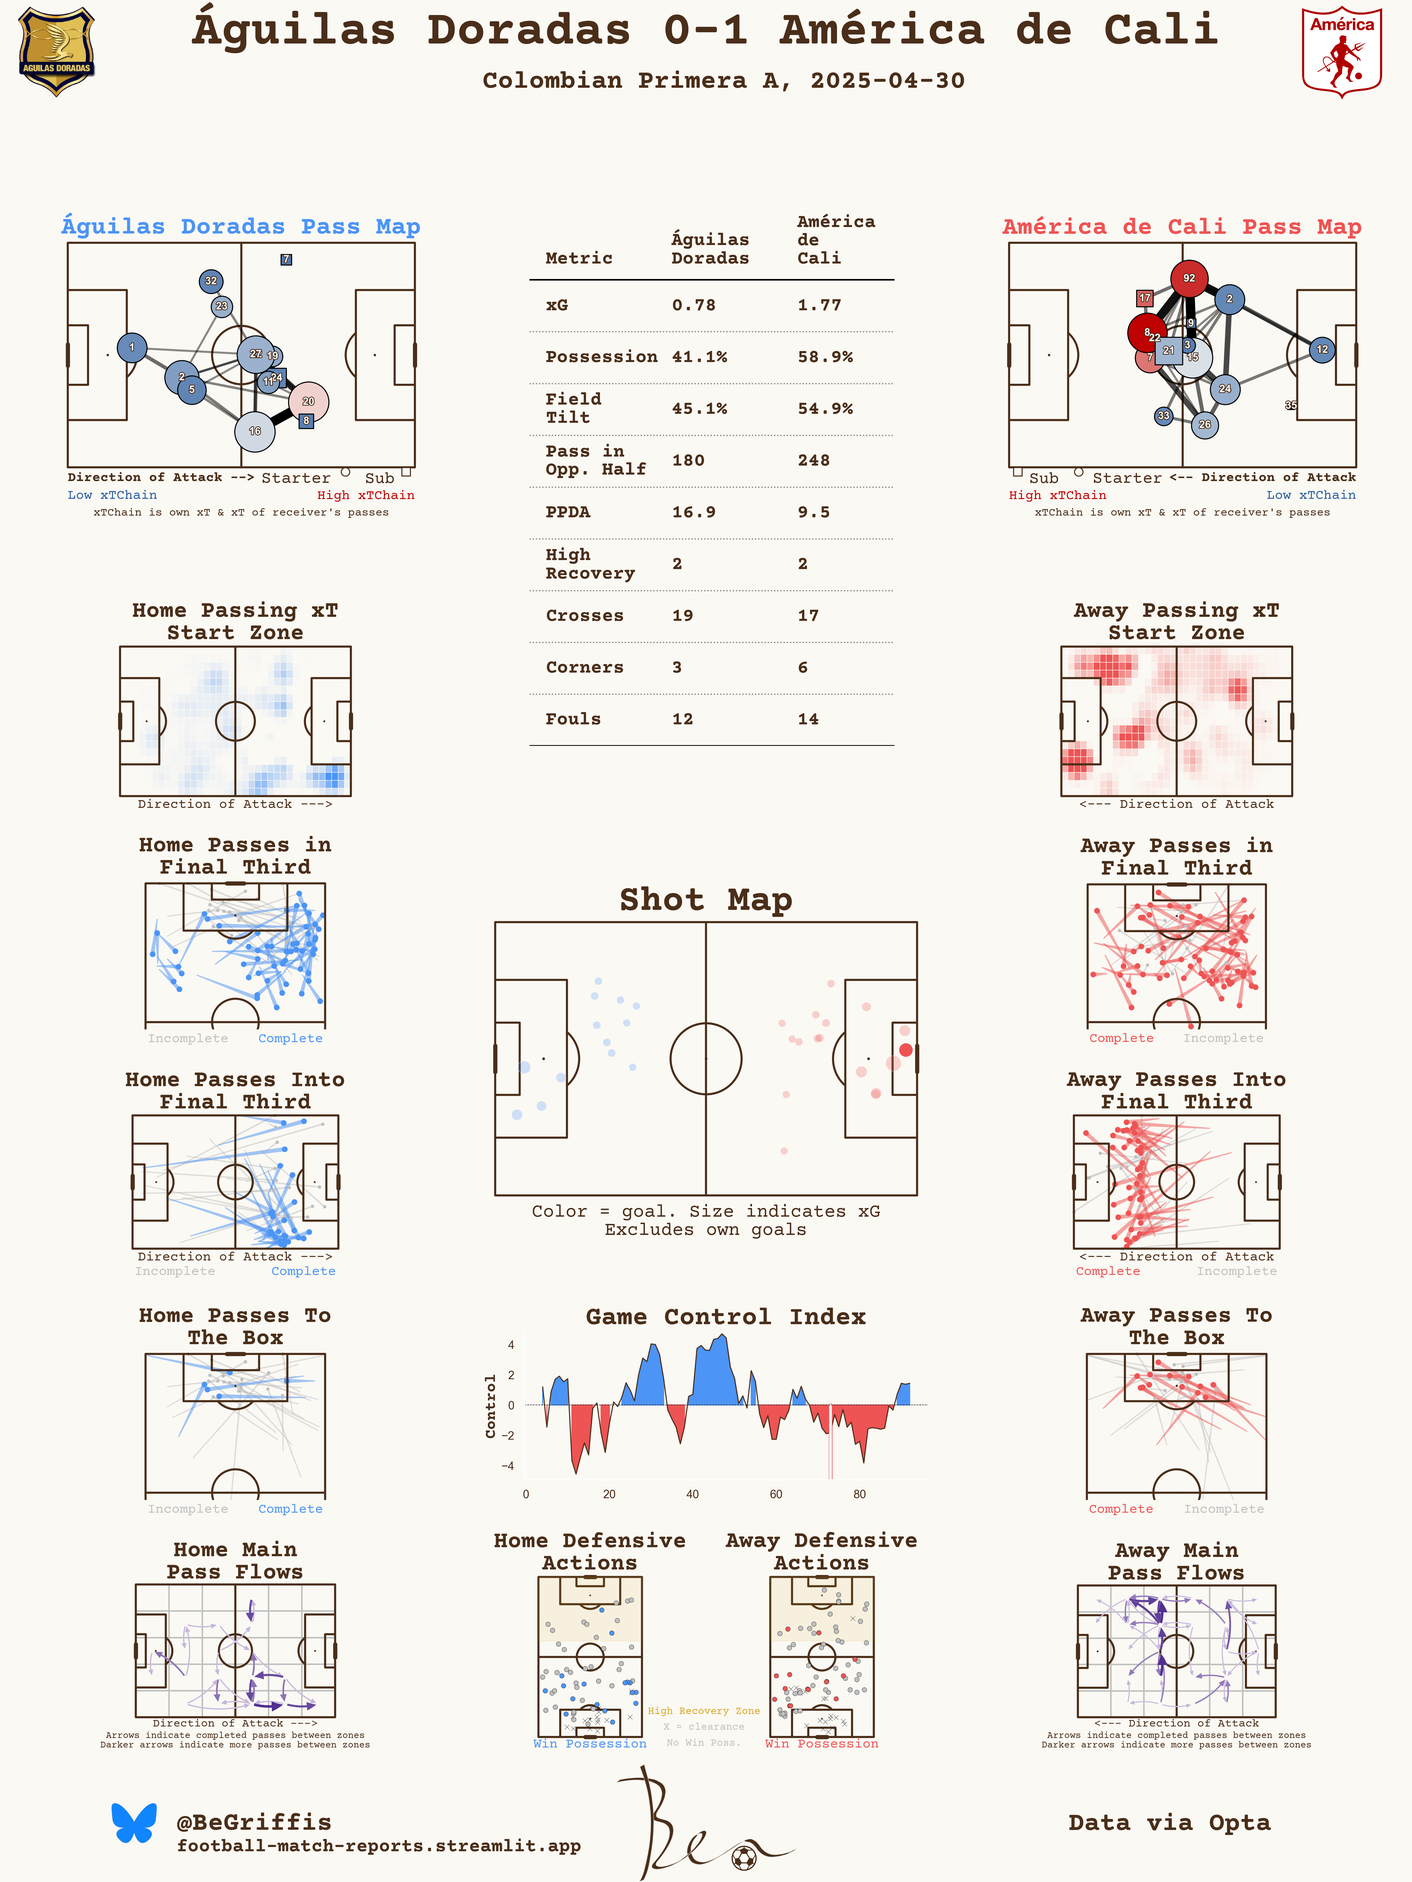 Águilas Doradas 0-1 América de Cali
Colombian Primera A, 2025-04-30
AGUILAS DORADAS
América
Águilas Doradas Pass Map
7
32
23
1
27
19
2
24
11
5
20
8
16
Direction of Attack --> Starter Sub
Low xTChain High xTChain
xTChain is own xT & xT of receiver's passes
Metric Águilas Doradas América de Cali
xG 0.78 1.77
Possession 41.1% 58.9%
Field Tilt 45.1% 54.9%
Pass in Opp. Half 180 248
PPDA 16.9 9.5
High Recovery 2 2
Crosses 19 17
Corners 3 6
Fouls 12 14
América de Cali Pass Map
92
17
2
9
8
22
3
21
7
15
12
24
35
33
26
Sub Starter <-- Direction of Attack
High xTChain Low xTChain
xTChain is own xT & xT of receiver's passes
Home Passing xT
Start Zone
Direction of Attack --->
Away Passing xT
Start Zone
<--- Direction of Attack
Home Passes in
Final Third
Incomplete Complete
Away Passes in
Final Third
Complete Incomplete
Shot Map
Color = goal. Size indicates xG
Excludes own goals
Home Passes Into
Final Third
Direction of Attack --->
Incomplete Complete
Away Passes Into
Final Third
<--- Direction of Attack
Complete Incomplete
Home Passes To
The Box
Incomplete Complete
Game Control Index
Control
4
2
0
−2
−4
0 20 40 60 80
Away Passes To
The Box
Complete Incomplete
Home Main
Pass Flows
Direction of Attack --->
Arrows indicate completed passes between zones
Darker arrows indicate more passes between zones
Home Defensive
Actions
Win Possession
High Recovery Zone
X = clearance
No Win Poss.
Away Defensive
Actions
Win Possession
Away Main
Pass Flows
<--- Direction of Attack
Arrows indicate completed passes between zones
Darker arrows indicate more passes between zones
@BeGriffis
football-match-reports.streamlit.app
Ben
Data via Opta